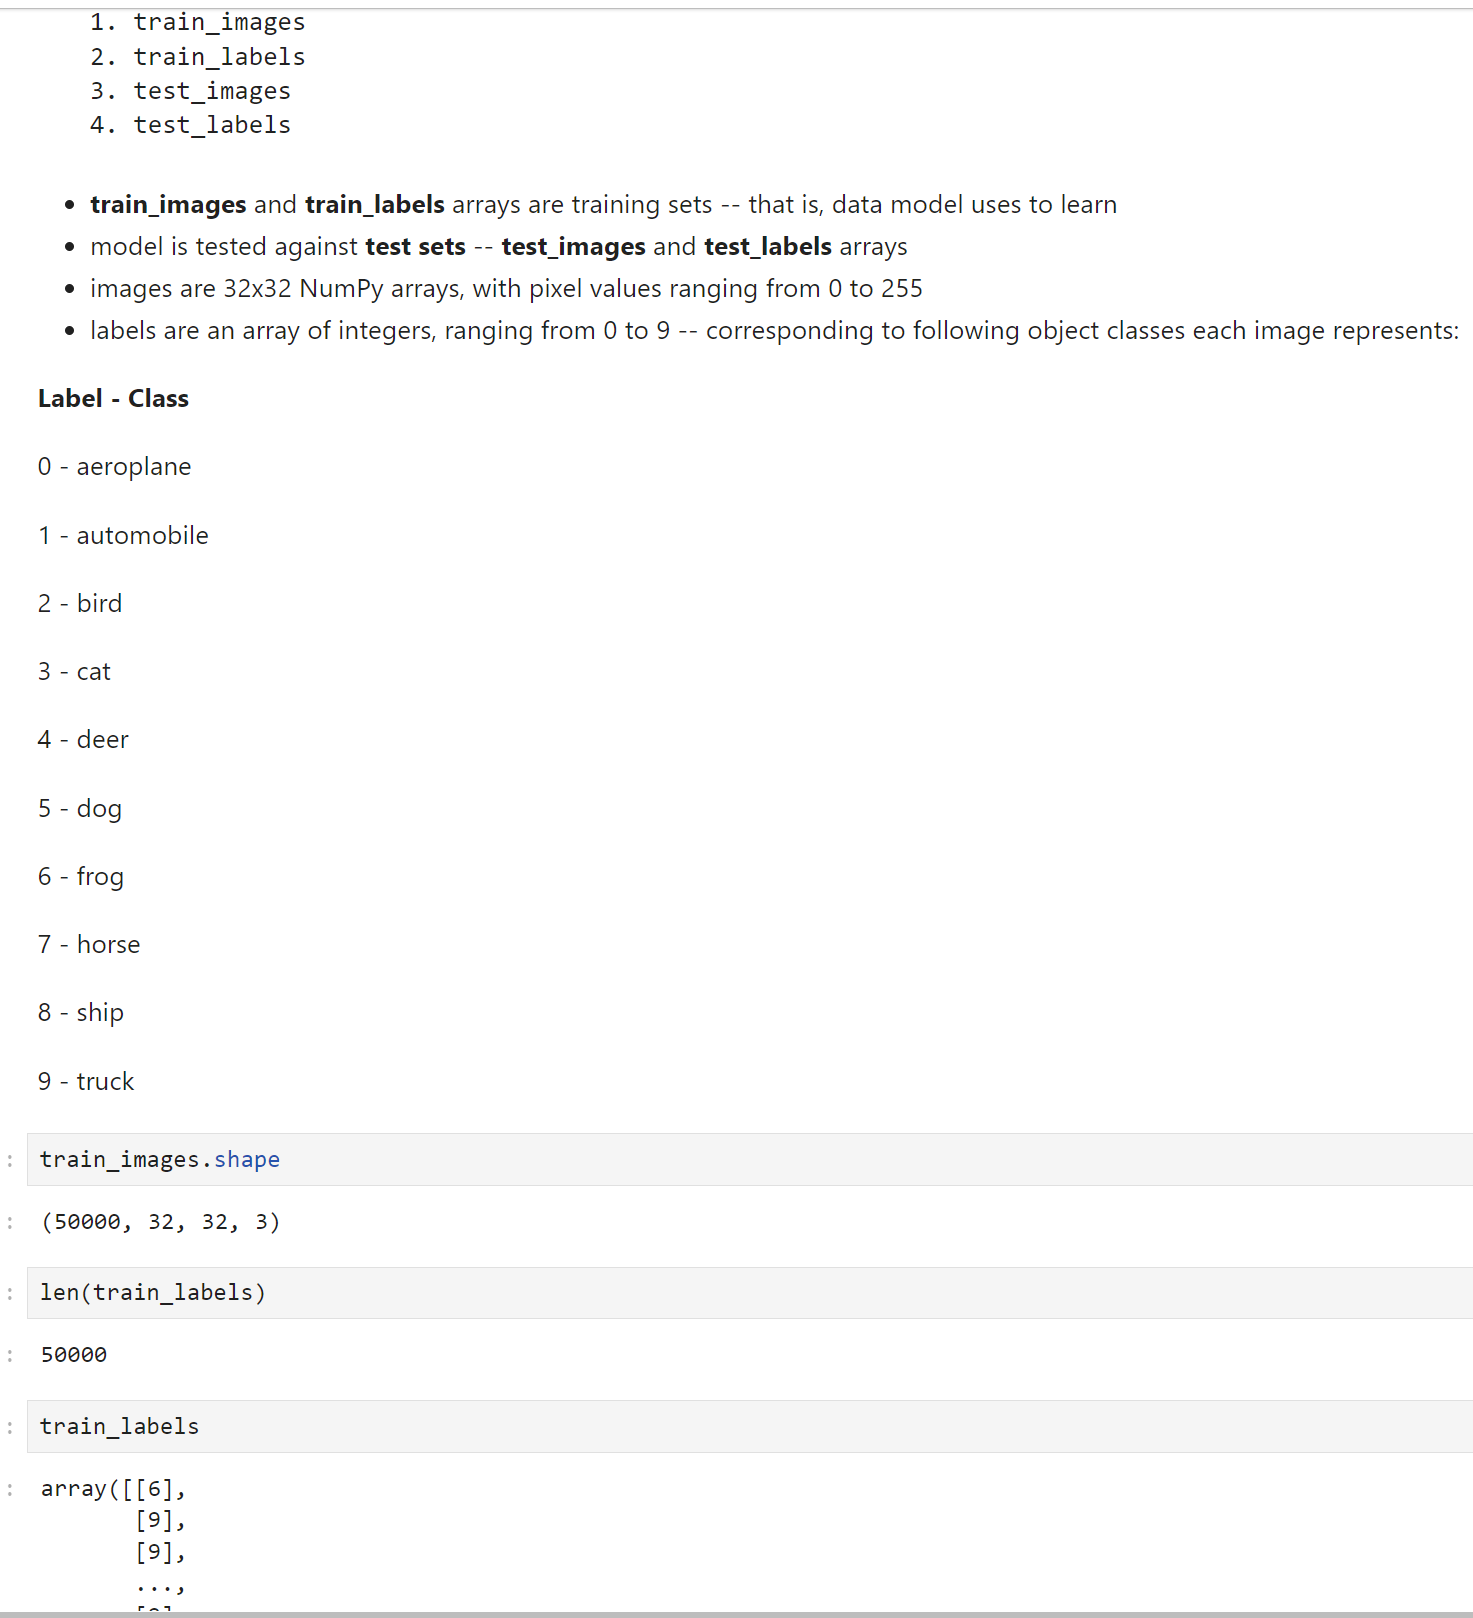 1. train_images
2. train_labels
3. test_images
4. test_labels
• train_images and train_labels arrays are training sets -- that is, data model uses to learn
• model is tested against test sets -- test_images and test_labels arrays
• images are 32x32 NumPy arrays, with pixel values ranging from 0 to 255
• labels are an array of integers, ranging from 0 to 9 -- corresponding to following object classes each image represents:
Label - Class
0 - aeroplane
1 - automobile
2 - bird
3 - cat
4 - deer
5 - dog
6 - frog
7 - horse
8 - ship
9 - truck
: train_images.shape
: (50000, 32, 32, 3)
: len(train_labels)
: 50000
: train_labels
: array([[6],
[9],
[9],
...,